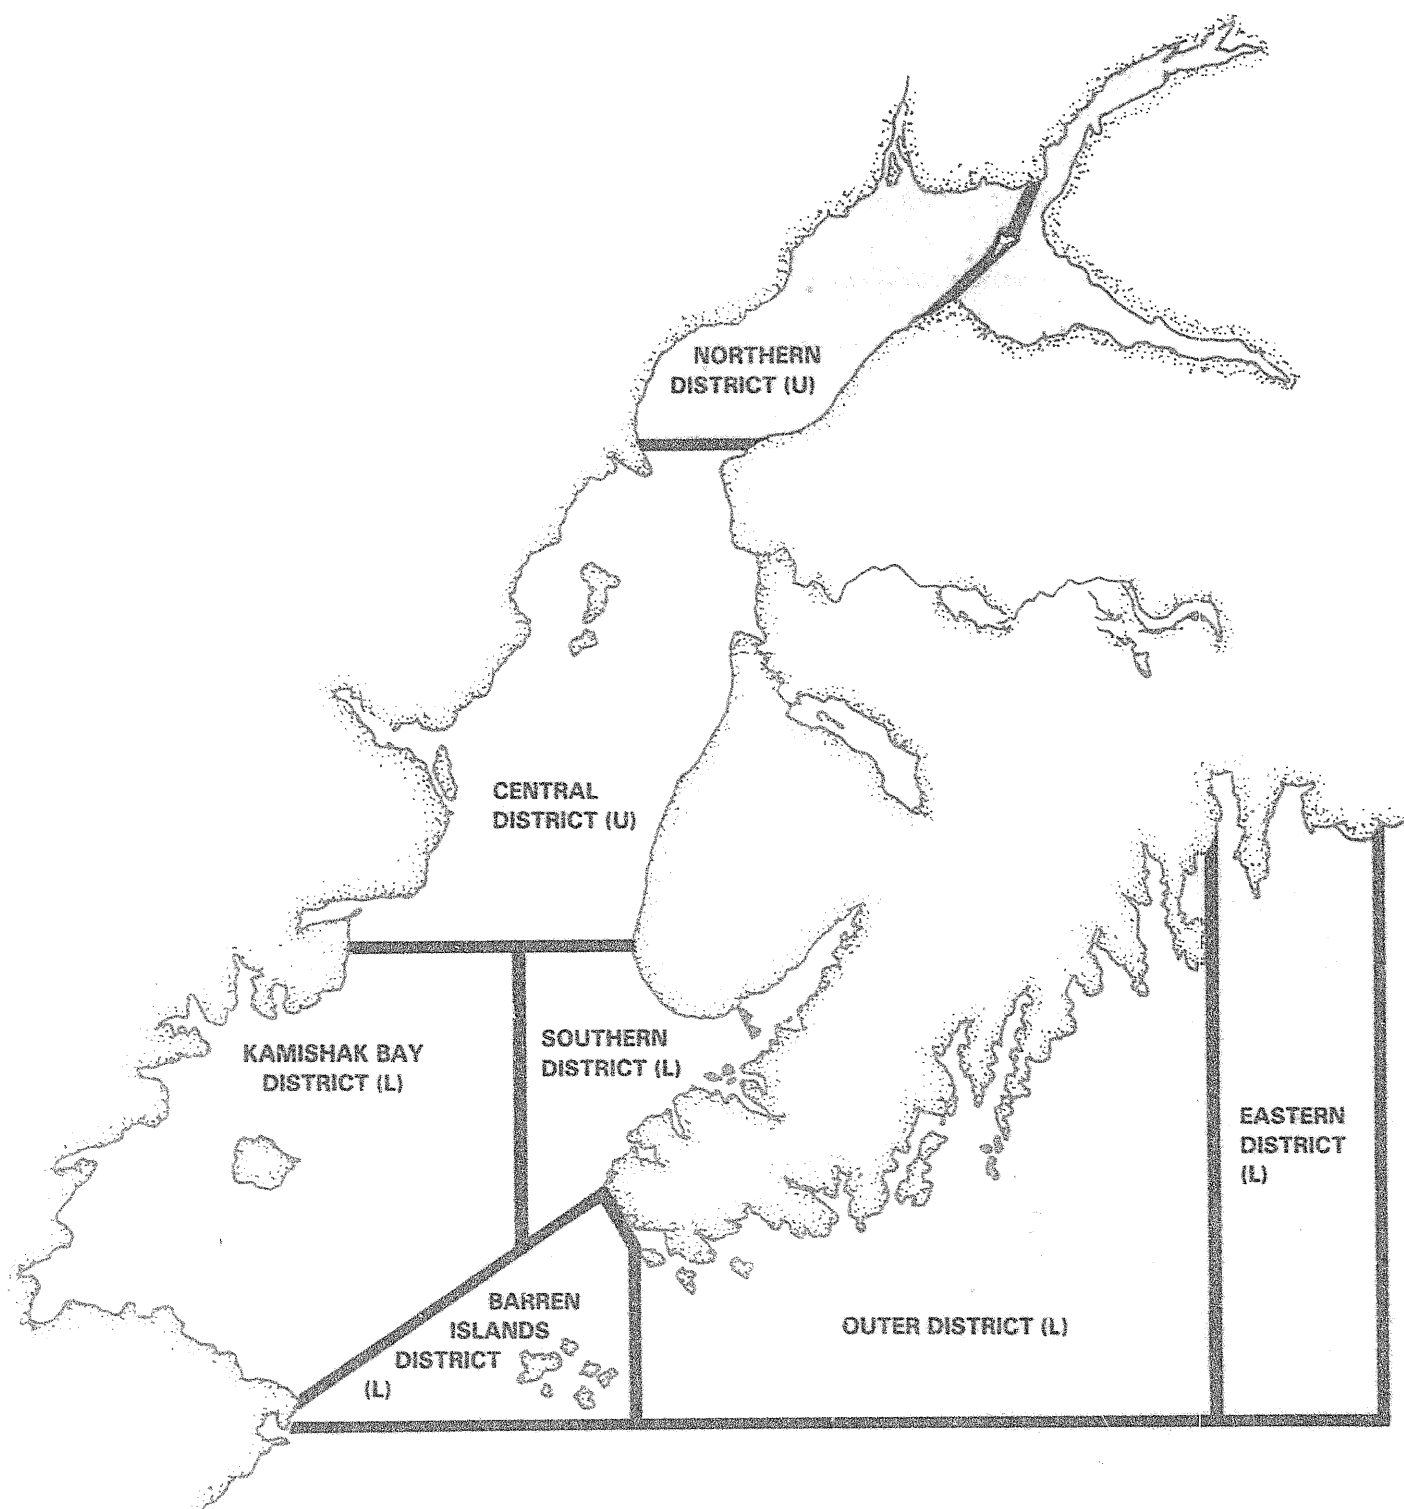 NORTHERN
DISTRICT (U)
CENTRAL
DISTRICT (U)
SOUTHERN
DISTRICT (L)
KAMISHAK BAY
DISTRICT (L)
EASTERN
DISTRICT
(L)
BARREN
ISLANDS
DISTRICT
(L)
OUTER DISTRICT (L)